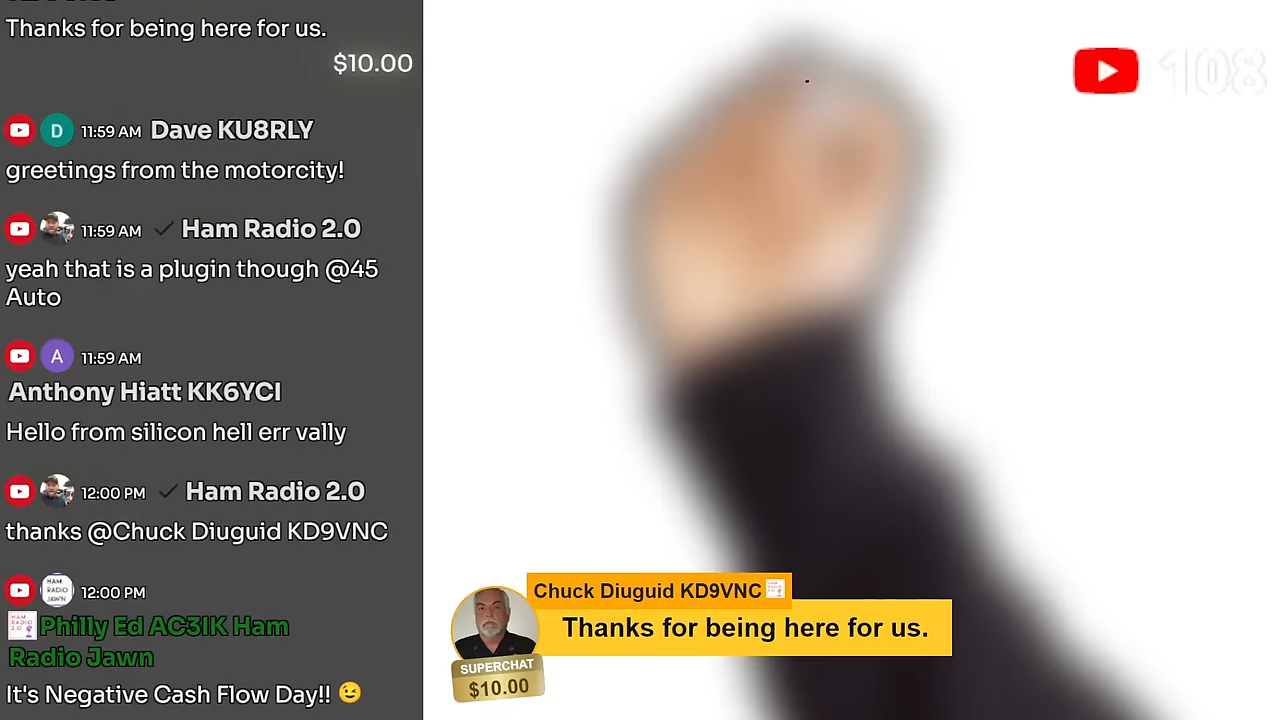 Thanks for being here for us.
$10.00
D 11:59 AM Dave KU8RLY
greetings from the motorcity!
11:59 AM Ham Radio 2.0
yeah that is a plugin though @45
Auto
A 11:59 AM
Anthony Hiatt KK6YCI
Hello from silicon hell err vally
12:00 PM Ham Radio 2.0
thanks @Chuck Diuguid KD9VNC
HAM RADIO JAWN 12:00 PM
Philly Ed AC3IK Ham
Radio Jawn
It's Negative Cash Flow Day!! 😉
108
Chuck Diuguid KD9VNC
Thanks for being here for us.
SUPERCHAT
$10.00